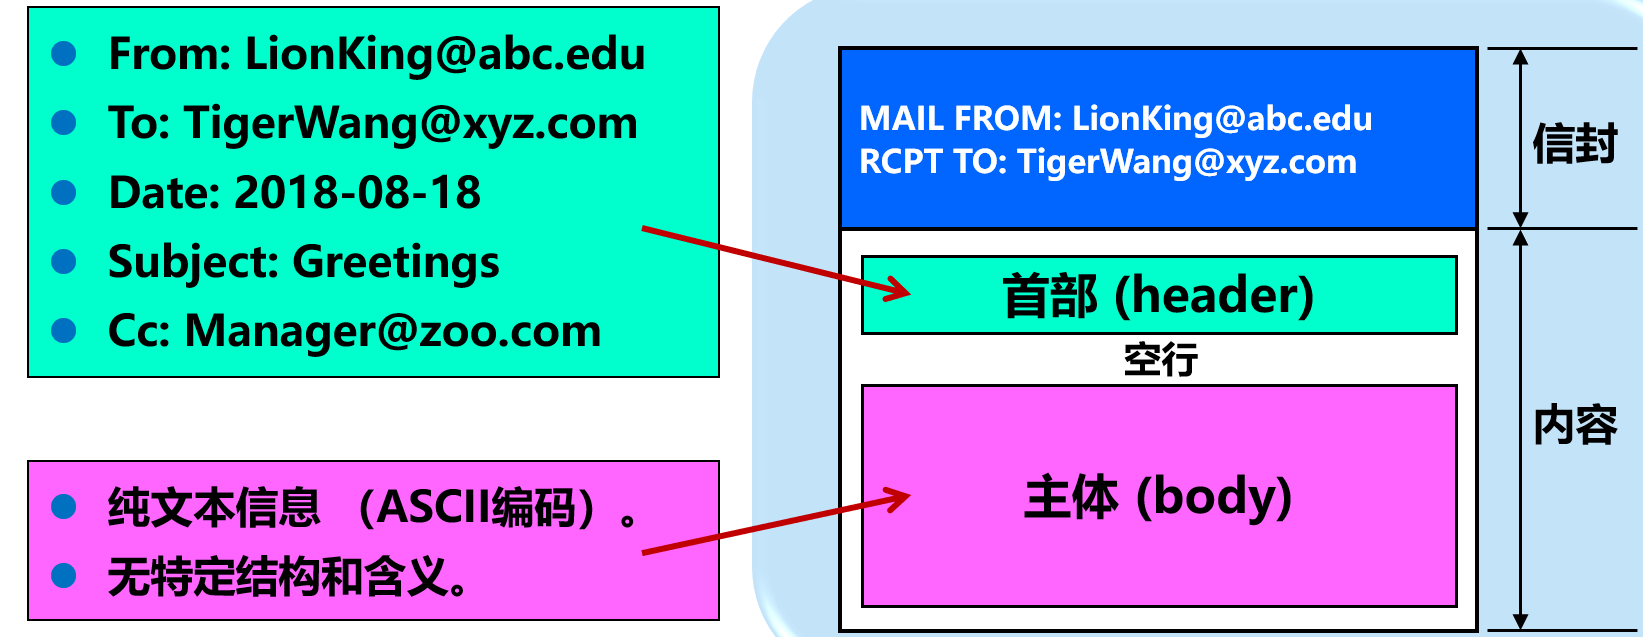 From: LionKing@abc.edu
To: TigerWang@xyz.com
Date: 2018-08-18
Subject: Greetings
Cc: Manager@zoo.com
纯文本信息 （ASCII编码）。
无特定结构和含义。
MAIL FROM: LionKing@abc.edu
RCPT TO: TigerWang@xyz.com
信封
首部 (header)
空行
主体 (body)
内容